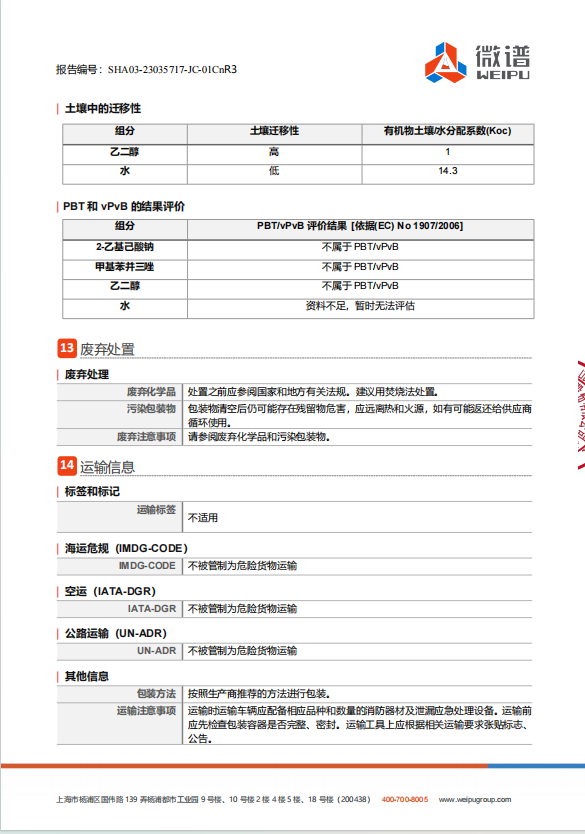 微谱
WEIPU
报告编号：SHA03-23035717-JC-01CnR3
土壤中的迁移性
组分 土壤迁移性 有机物土壤/水分配系数(Koc)
乙二醇 高 1
水 低 14.3
PBT 和 vPvB 的结果评价
组分 PBT/vPvB 评价结果 [依据(EC) No 1907/2006]
2-乙基己酸钠 不属于 PBT/vPvB
甲基苯并三唑 不属于 PBT/vPvB
乙二醇 不属于 PBT/vPvB
水 资料不足，暂时无法评估
13 废弃处置
废弃处理
废弃化学品 处置之前应参阅国家和地方有关法规。建议用焚烧法处置。
污染包装物 包装物清空后仍可能存在残留物危害，应远离热和火源，如有可能返还给供应商
循环使用。
废弃注意事项 请参阅废弃化学品和污染包装物。
14 运输信息
标签和标记
运输标签 不适用
海运危规（IMDG-CODE）
IMDG-CODE 不被管制为危险货物运输
空运（IATA-DGR）
IATA-DGR 不被管制为危险货物运输
公路运输（UN-ADR）
UN-ADR 不被管制为危险货物运输
其他信息
包装方法 按照生产商推荐的方法进行包装。
运输注意事项 运输时运输车辆应配备相应品种和数量的消防器材及泄漏应急处理设备。运输前
应先检查包装容器是否完整、密封。运输工具上应根据相关运输要求张贴标志、
公告。
上海市杨浦区国伟路 139 弄杨浦都市工业园 9 号楼、10 号楼 2 楼 4 楼 5 楼、18 号楼（200438） 400-700-8005 www.weipugroup.com